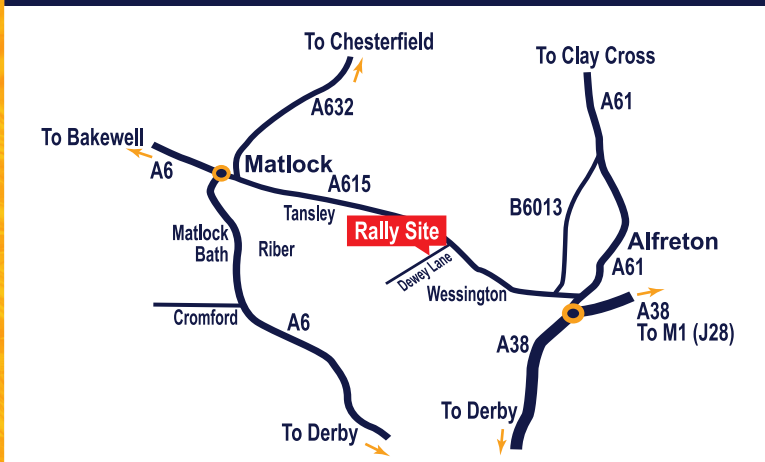 To Chesterfield
To Clay Cross
A632
A61
To Bakewell
A6
Matlock
A615
Tansley
B6013
Matlock
Bath
Riber
Rally Site
Alfreton
A61
Dewey Lane
Wessington
Cromford
A6
A38
To M1 (J28)
A38
To Derby
To Derby